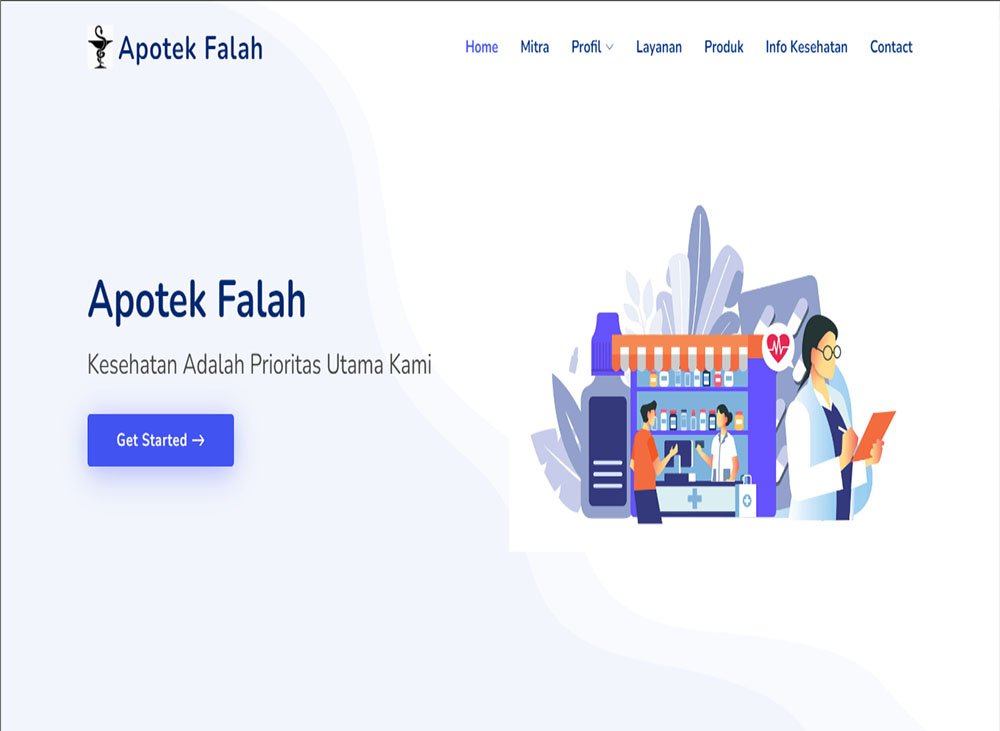 Apotek Falah
Home Mitra Profil Layanan Produk Info Kesehatan Contact
Apotek Falah
Kesehatan Adalah Prioritas Utama Kami
Get Started →